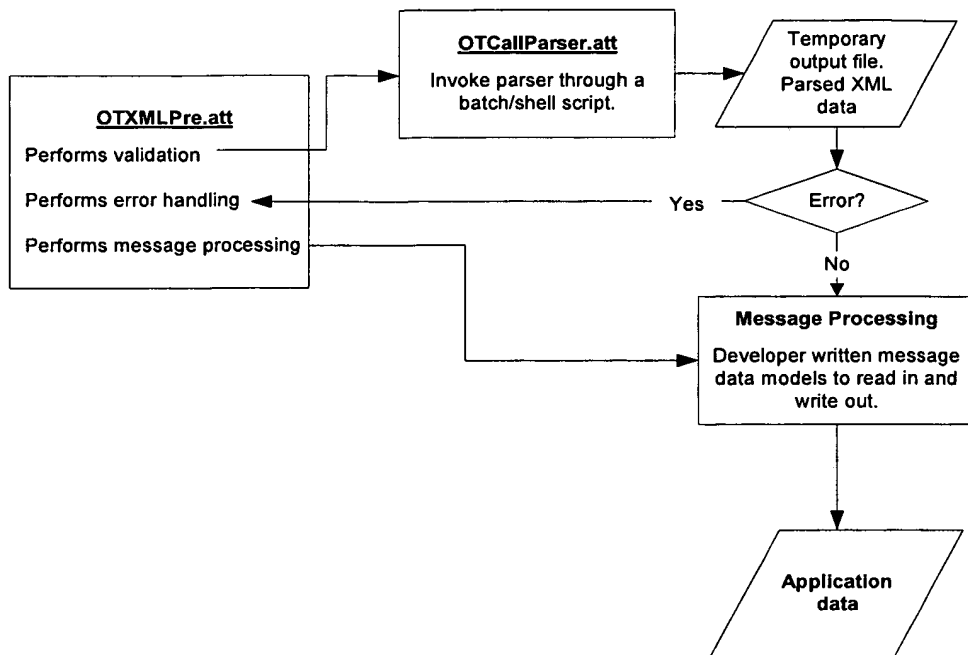 OTXMLPre.att
Performs validation
Performs error handling
Performs message processing
OTCallParser.att
Invoke parser through a
batch/shell script.
Temporary
output file.
Parsed XML
data
Error?
Yes
No
Message Processing
Developer written message
data models to read in and
write out.
Application
data